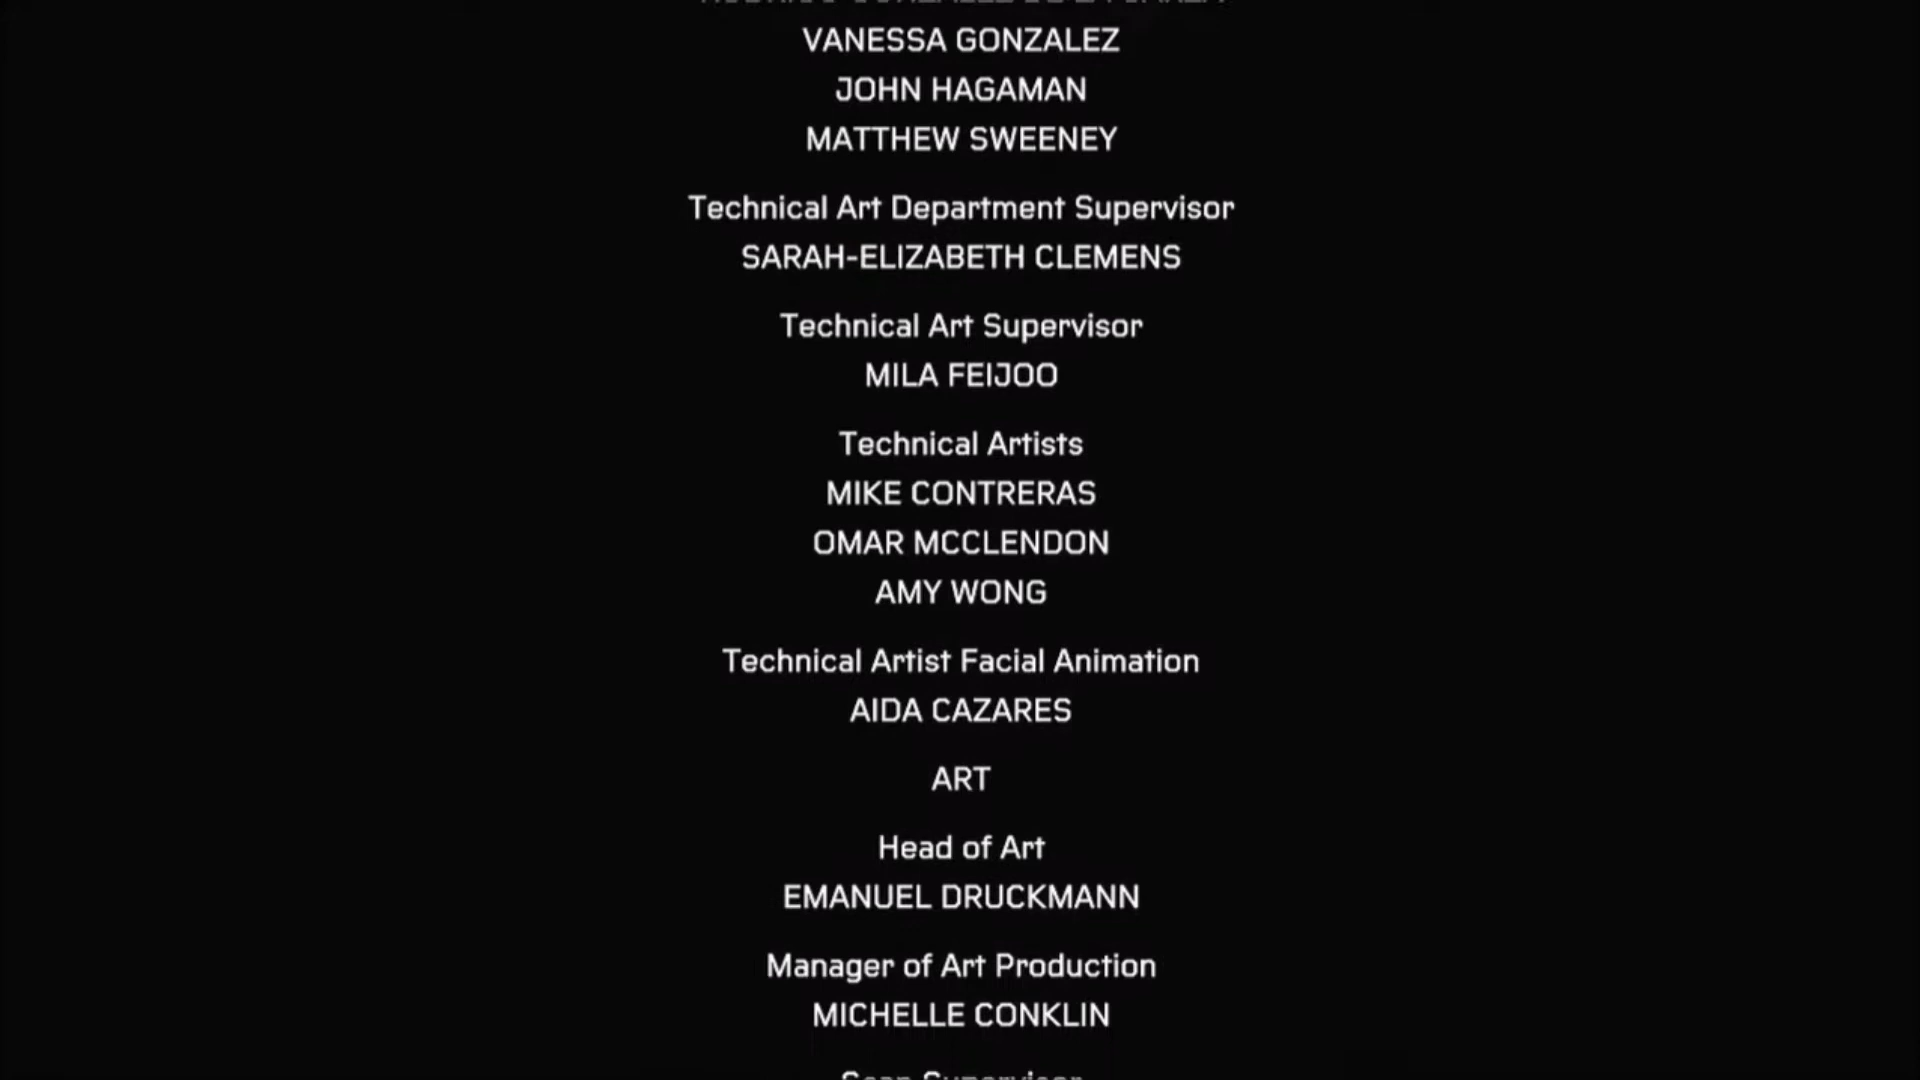 VANESSA GONZALEZ
JOHN HAGAMAN
MATTHEW SWEENEY
Technical Art Department Supervisor
SARAH-ELIZABETH CLEMENS
Technical Art Supervisor
MILA FEIJOO
Technical Artists
MIKE CONTRERAS
OMAR MCCLENDON
AMY WONG
Technical Artist Facial Animation
AIDA CAZARES
ART
Head of Art
EMANUEL DRUCKMANN
Manager of Art Production
MICHELLE CONKLIN
Scan Supervisor